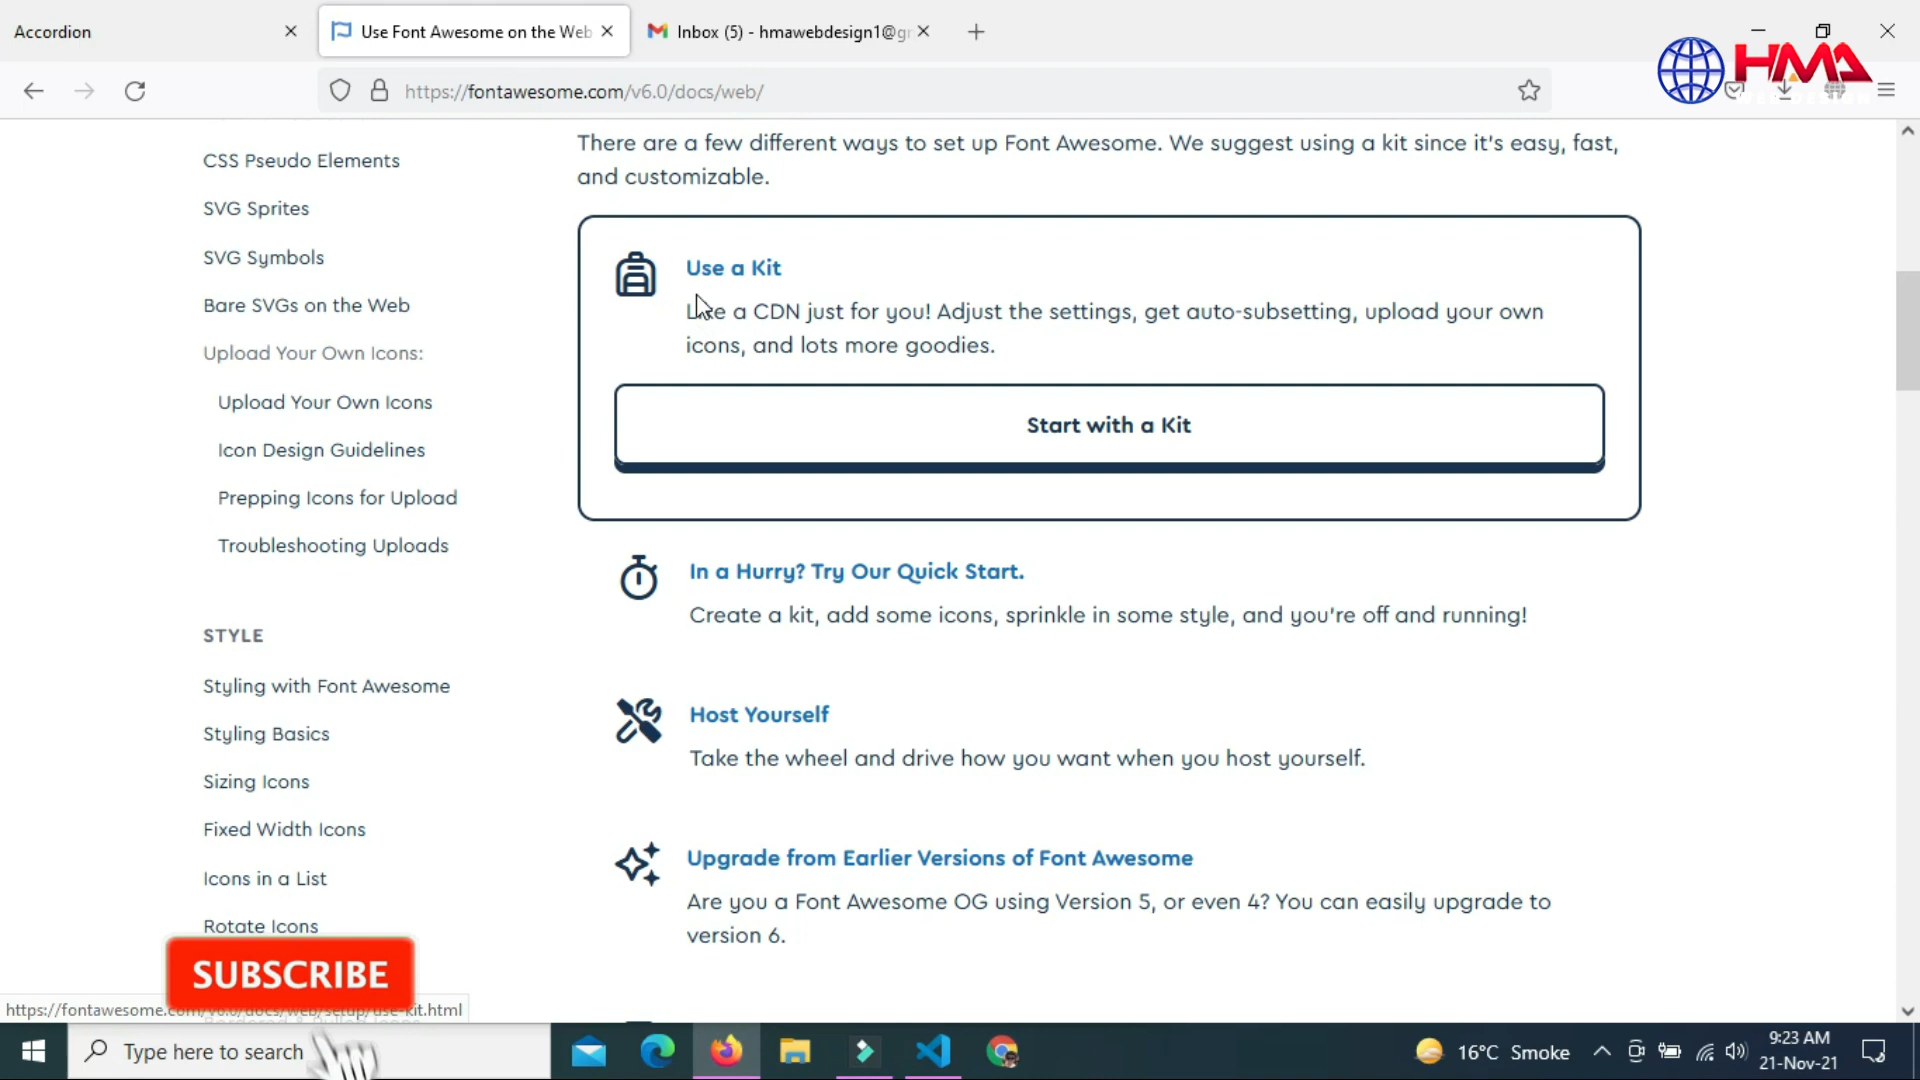 Accordion
Use Font Awesome on the Web
Inbox (5) - hmawebdesign1@gr
HMA
https://fontawesome.com/v6.0/docs/web/
There are a few different ways to set up Font Awesome. We suggest using a kit since it's easy, fast,
and customizable.
CSS Pseudo Elements
SVG Sprites
SVG Symbols
Bare SVGs on the Web
Upload Your Own Icons:
Upload Your Own Icons
Icon Design Guidelines
Prepping Icons for Upload
Troubleshooting Uploads
STYLE
Styling with Font Awesome
Styling Basics
Sizing Icons
Fixed Width Icons
Icons in a List
Rotate Icons
Use a Kit
Like a CDN just for you! Adjust the settings, get auto-subsetting, upload your own
icons, and lots more goodies.
Start with a Kit
In a Hurry? Try Our Quick Start.
Create a kit, add some icons, sprinkle in some style, and you're off and running!
Host Yourself
Take the wheel and drive how you want when you host yourself.
Upgrade from Earlier Versions of Font Awesome
Are you a Font Awesome OG using Version 5, or even 4? You can easily upgrade to
version 6.
SUBSCRIBE
https://fontawesome.com/v6.0/docs/web/setup/use-kit.html
Type here to search
16°C Smoke
9:23 AM
21-Nov-21